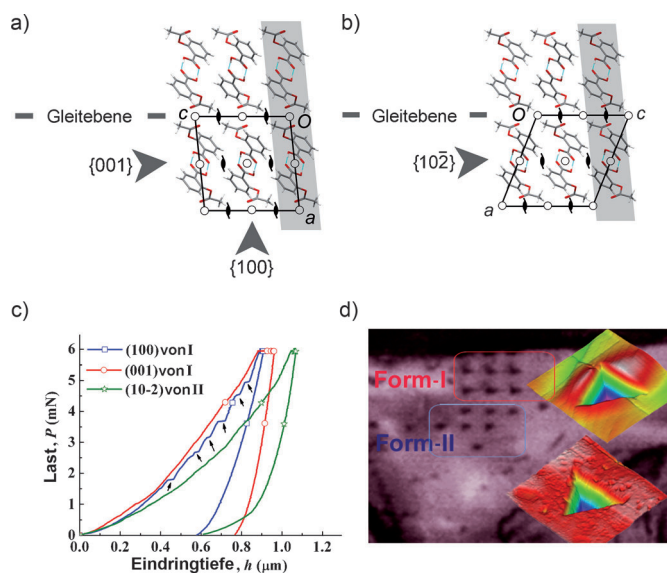 a)
Gleitebene
c
O
{001}
a
{100}
b)
Gleitebene
O
c
{102̄}
a
c)
(100) von I
(001) von I
(10-2) von II
Last, P (mN)
6
5
4
3
2
1
0
0.0 0.2 0.4 0.6 0.8 1.0 1.2
Eindringtiefe, h (μm)
d)
Form-I
Form-II